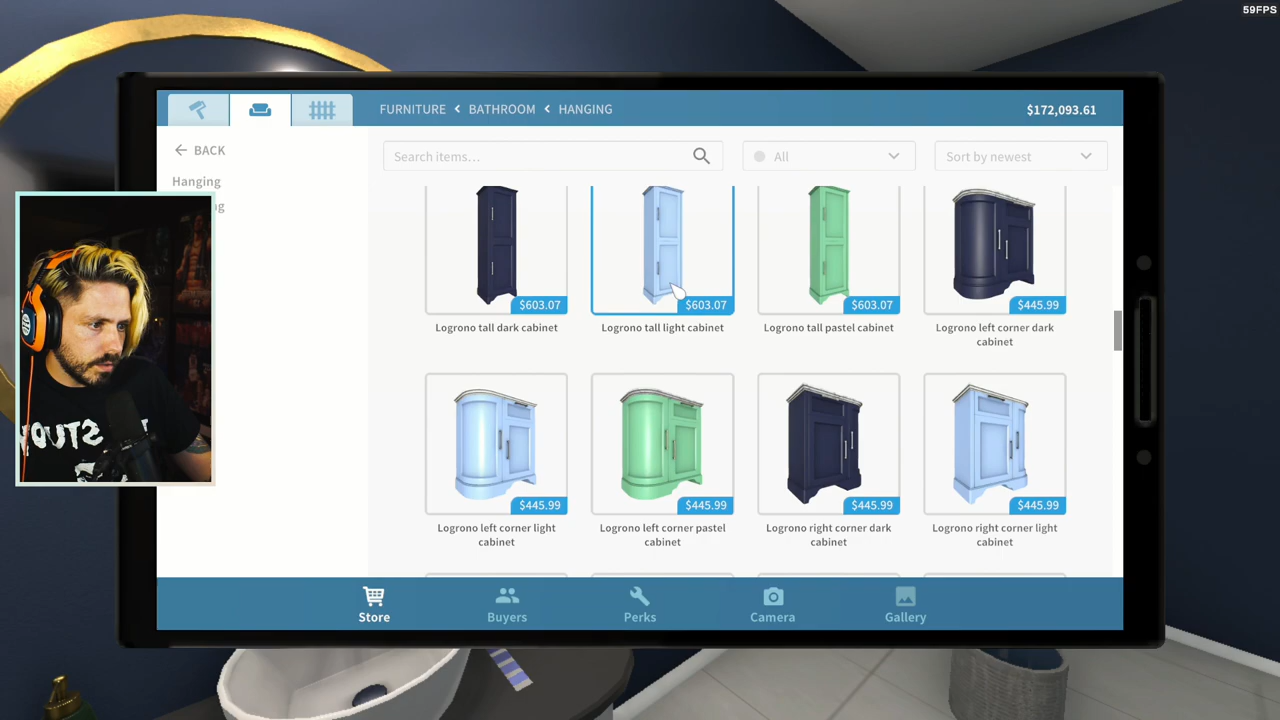 59FPS
FURNITURE < BATHROOM < HANGING
$172,093.61
BACK
Search items...
All
Sort by newest
Hanging
$603.07
$603.07
$603.07
$445.99
Logrono tall dark cabinet
Logrono tall light cabinet
Logrono tall pastel cabinet
Logrono left corner dark
cabinet
$445.99
$445.99
$445.99
$445.99
Logrono left corner light
cabinet
Logrono left corner pastel
cabinet
Logrono right corner dark
cabinet
Logrono right corner light
cabinet
Store
Buyers
Perks
Camera
Gallery